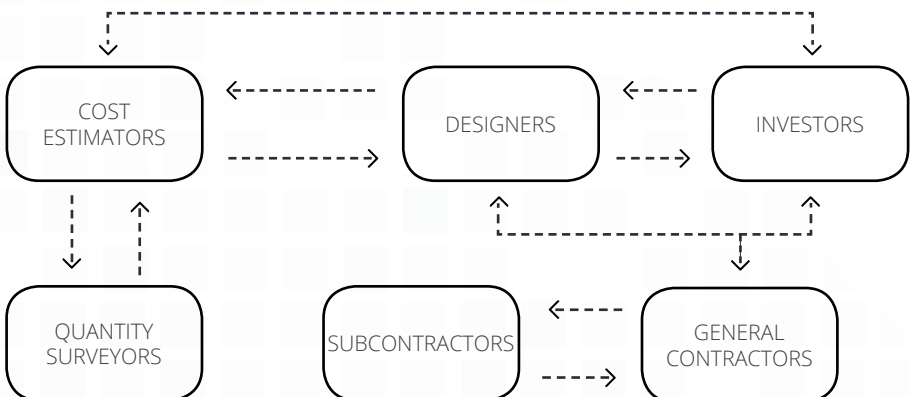 COST
ESTIMATORS
DESIGNERS
INVESTORS
QUANTITY
SURVEYORS
SUBCONTRACTORS
GENERAL
CONTRACTORS